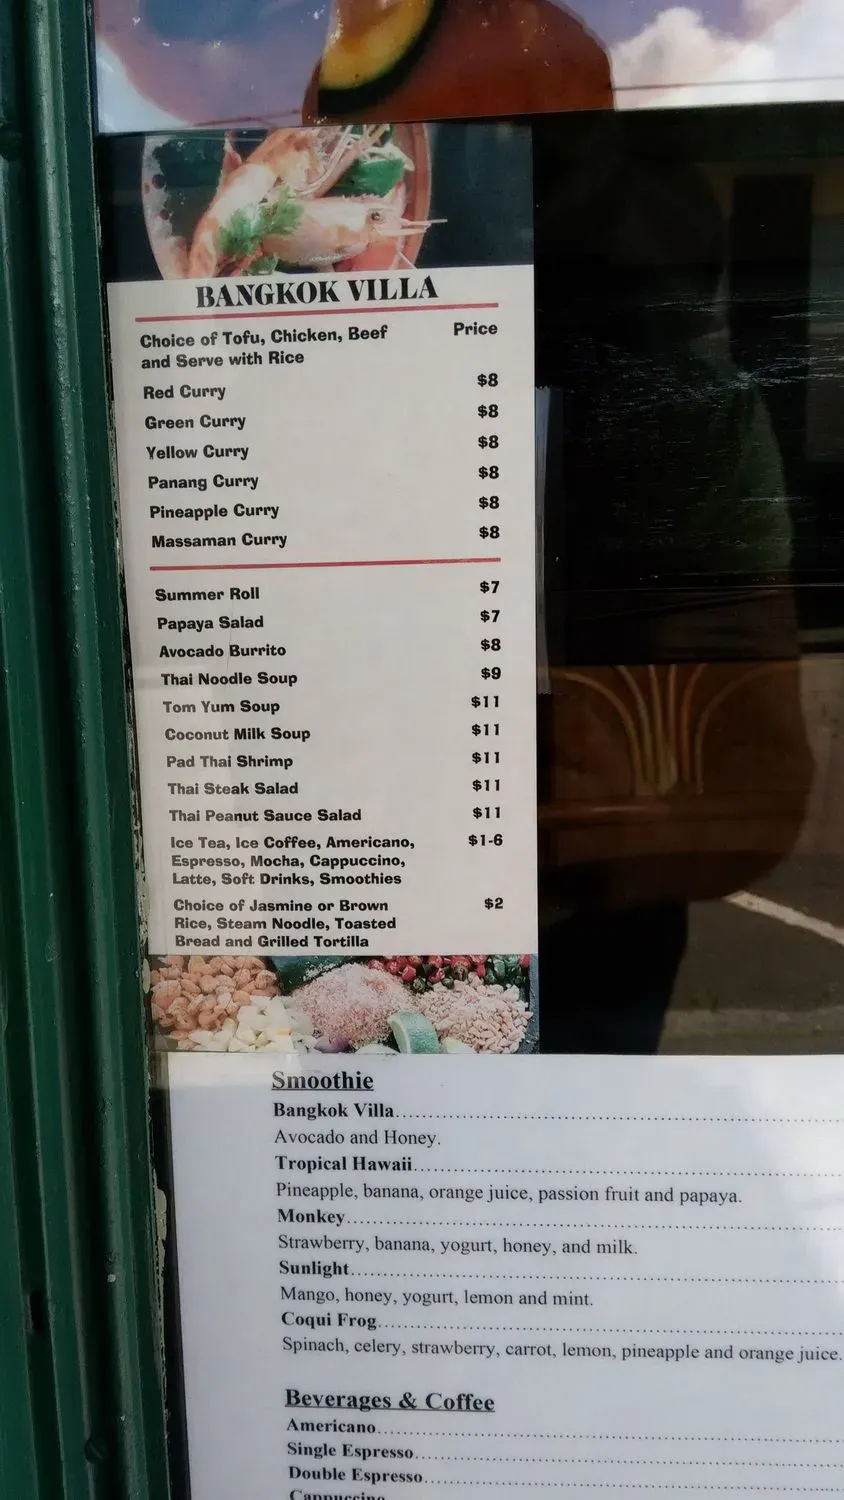 BANGKOK VILLA
Choice of Tofu, Chicken, Beef and Serve with Rice Price
Red Curry $8
Green Curry $8
Yellow Curry $8
Panang Curry $8
Pineapple Curry $8
Massaman Curry $8
Summer Roll $7
Papaya Salad $7
Avocado Burrito $8
Thai Noodle Soup $9
Tom Yum Soup $11
Coconut Milk Soup $11
Pad Thai Shrimp $11
Thai Steak Salad $11
Thai Peanut Sauce Salad $11
Ice Tea, Ice Coffee, Americano, $1-6
Espresso, Mocha, Cappuccino,
Latte, Soft Drinks, Smoothies
Choice of Jasmine or Brown $2
Rice, Steam Noodle, Toasted
Bread and Grilled Tortilla
Smoothie
Bangkok Villa
Avocado and Honey.
Tropical Hawaii
Pineapple, banana, orange juice, passion fruit and papaya.
Monkey
Strawberry, banana, yogurt, honey, and milk.
Sunlight
Mango, honey, yogurt, lemon and mint.
Coqui Frog
Spinach, celery, strawberry, carrot, lemon, pineapple and orange juice.
Beverages & Coffee
Americano
Single Espresso
Double Espresso
Cappuccino